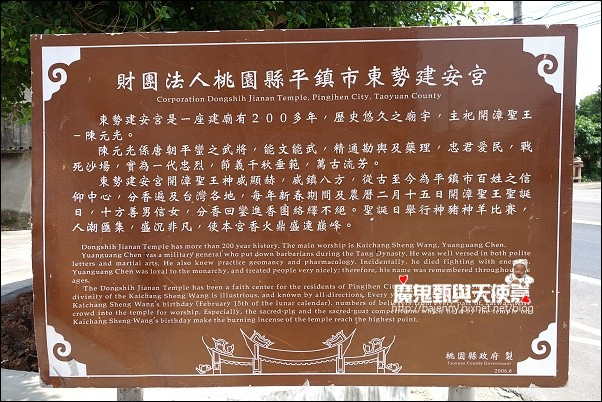 財團法人桃園縣平鎮市東勢建安宮
Corporation Dongshih Jianan Temple, Pingjhen City, Taoyuan County
東勢建安宮是一座建廟有200多年，歷史悠久之廟宇，主祀開漳聖王
－陳元光。
陳元光係唐朝平蠻之武將，能文能武，精通勘輿及藥理，忠君愛民，戰
死沙場，實為一代忠烈，節義千秋垂範，萬古流芳。
東勢建安宮開漳聖王神威顯赫，威鎮八方，從古至今為平鎮市百姓之信
仰中心，分香遍及台灣各地，每年新春期間及農曆二月十五日開漳聖王聖誕
日，十方善男信女，分香回鑾進香團絡繹不絕。聖誕日舉行神豬神羊比賽，
人潮匯集，盛況非凡，使本宮香火鼎盛達巔峰。
Dongshih Jianan Temple has more than 200 year history. The main worship is Kaichang Sheng Wang, Yuanguang Chen.
Yuanguang Chen was a military general who put down barbarians during the Tang Dynasty. He was well versed in both polite
letters and martial arts. He also knew practice geomancy and pharmacology. Incidentally, he died fighting with
Yuanguang Chen was loyal to the monarchy, and treated people very nicely; therefore, his name was remembered throughout
ages.
The Dongshih Jianan Temple has been a faith center for the residents of Pingjhen City
divinity of the Kaichang Sheng Wang is illustrious, and known by all directions. Every
Kaichang Sheng Wang's birthday (February 15th of the lunar calendar), numbers of
crowd into the temple for worship. Especially, the sacred-pig and the sacred-goat
Kaichang Sheng Wang's birthday make the burning incense of the temple reach the highest point.
魔鬼甄與天使嘉
桃園縣政府 製
Taoyuan County Government
2006.8